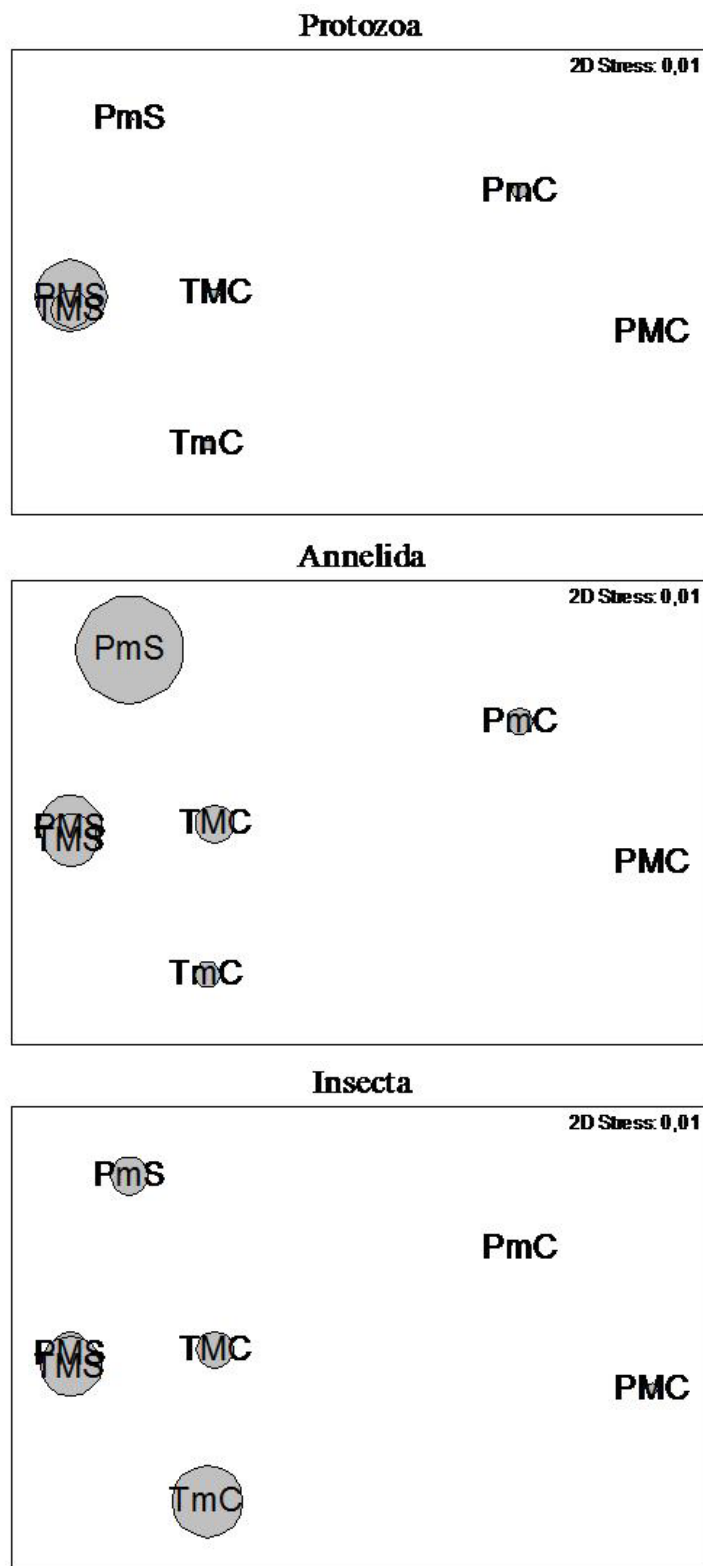 Protozoa
2D Stress: 0,01
PmS
PmC
PMS
TMC
TMS
PMC
TmC
Annelida
2D Stress: 0,01
PmS
PmC
PMS
TMC
TMS
PMC
TmC
Insecta
2D Stress: 0,01
PmS
PmC
PMS
TMC
TMS
PMC
TmC